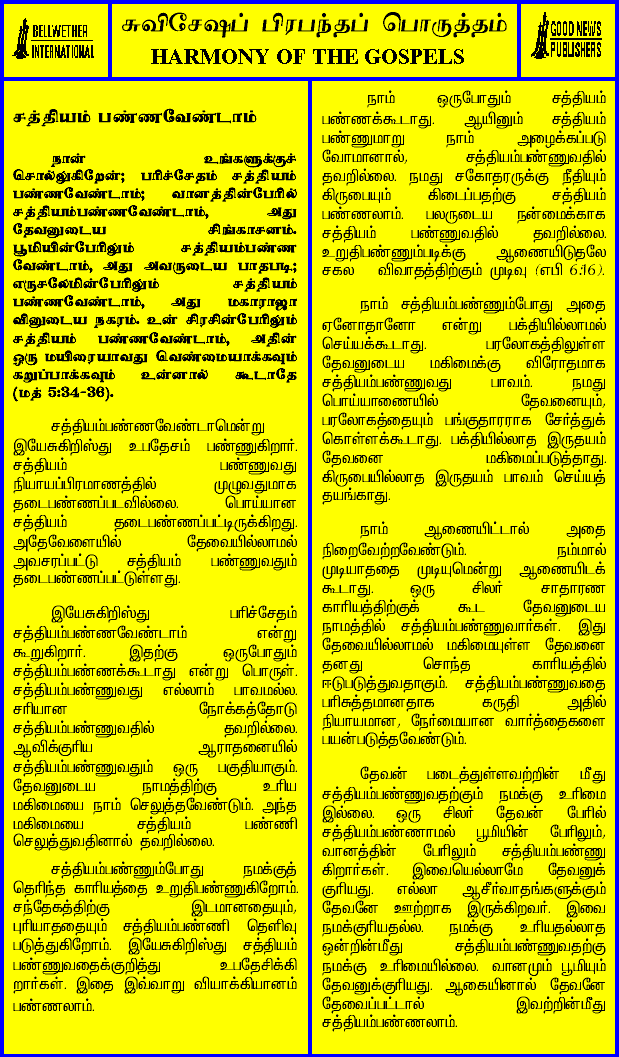 BELLWETHER
INTERNATIONAL
சுவிசேஷப் பிரபந்தப் பொருத்தம்
HARMONY OF THE GOSPELS
GOOD NEWS
PUBLISHERS
சத்தியம் பண்ணவேண்டாம்
நான் உங்களுக்குச்
சொல்லுகிறேன்; பரிச்சேதம் சத்தியம்
பண்ணவேண்டாம்; வானத்தின்பேரில்
சத்தியம்பண்ணவேண்டாம், அது
தேவனுடைய சிங்காசனம்.
பூமியின்பேரிலும் சத்தியம்பண்ண
வேண்டாம், அது அவருடைய பாதபடி;
எருசலேமின்பேரிலும் சத்தியம்
பண்ணவேண்டாம், அது மகாராஜா
வினுடைய நகரம். உன் சிரசின்பேரிலும்
சத்தியம் பண்ணவேண்டாம், அதின்
ஒரு மயிரையாவது வெண்மையாக்கவும்
கறுப்பாக்கவும் உன்னால் கூடாதே
(மத் 5:34-36).
சத்தியம்பண்ணவேண்டாமென்று
இயேசுகிறிஸ்து உபதேசம் பண்ணுகிறார்.
சத்தியம் பண்ணுவது
நியாயப்பிரமாணத்தில் முழுவதுமாக
தடைபண்ணப்படவில்லை. பொய்யான
சத்தியம் தடைபண்ணப்பட்டிருக்கிறது.
அதேவேளையில் தேவையில்லாமல்
அவசரப்பட்டு சத்தியம் பண்ணுவதும்
தடைபண்ணப்பட்டுள்ளது.
இயேசுகிறிஸ்து பரிச்சேதம்
சத்தியம்பண்ணவேண்டாம் என்று
கூறுகிறார். இதற்கு ஒருபோதும்
சத்தியம்பண்ணக்கூடாது என்று பொருள்.
சத்தியம்பண்ணுவது எல்லாம் பாவமல்ல.
சரியான நோக்கத்தோடு
சத்தியம்பண்ணுவதில் தவறில்லை.
ஆவிக்குரிய ஆராதனையில்
சத்தியம்பண்ணுவதும் ஒரு பகுதியாகும்.
தேவனுடைய நாமத்திற்கு உரிய
மகிமையை நாம் செலுத்தவேண்டும். அந்த
மகிமையை சத்தியம் பண்ணி
செலுத்துவதினால் தவறில்லை.
சத்தியம்பண்ணும்போது நமக்குத்
தெரிந்த காரியத்தை உறுதிபண்ணுகிறோம்.
சந்தேகத்திற்கு இடமானதையும்,
புரியாததையும் சத்தியம்பண்ணி தெளிவு
படுத்துகிறோம். இயேசுகிறிஸ்து சத்தியம்
பண்ணுவதைக்குறித்து உபதேசிக்கி
றார்கள். இதை இவ்வாறு வியாக்கியானம்
பண்ணலாம்.
நாம் ஒருபோதும் சத்தியம்
பண்ணக்கூடாது. ஆயினும் சத்தியம்
பண்ணுமாறு நாம் அழைக்கப்படு
வோமானால், சத்தியம்பண்ணுவதில்
தவறில்லை. நமது சகோதரருக்கு நீதியும்
கிருபையும் கிடைப்பதற்கு சத்தியம்
பண்ணலாம். பலருடைய நன்மைக்காக
சத்தியம் பண்ணுவதில் தவறில்லை.
உறுதிபண்ணும்படிக்கு ஆணையிடுதலே
சகல விவாதத்திற்கும் முடிவு (எபி 6:16).
நாம் சத்தியம்பண்ணும்போது அதை
ஏனோதானோ என்று பக்தியில்லாமல்
செய்யக்கூடாது. பரலோகத்திலுள்ள
தேவனுடைய மகிமைக்கு விரோதமாக
சத்தியம்பண்ணுவது பாவம். நமது
பொய்யாணையில் தேவனையும்,
பரலோகத்தையும் பங்குதாரராக சேர்த்துக்
கொள்ளக்கூடாது. பக்தியில்லாத இருதயம்
தேவனை மகிமைப்படுத்தாது.
கிருபையில்லாத இருதயம் பாவம் செய்யத்
தயங்காது.
நாம் ஆணையிட்டால் அதை
நிறைவேற்றவேண்டும். நம்மால்
முடியாததை முடியுமென்று ஆணையிடக்
கூடாது. ஒரு சிலர் சாதாரண
காரியத்திற்குக் கூட தேவனுடைய
நாமத்தில் சத்தியம்பண்ணுவார்கள். இது
தேவையில்லாமல் மகிமையுள்ள தேவனை
தனது சொந்த காரியத்தில்
ஈடுபடுத்துவதாகும். சத்தியம்பண்ணுவதை
பரிசுத்தமானதாக கருதி அதில்
நியாயமான, நேர்மையான வார்த்தைகளை
பயன்படுத்தவேண்டும்.
தேவன் படைத்துள்ளவற்றின் மீது
சத்தியம்பண்ணுவதற்கும் நமக்கு உரிமை
இல்லை. ஒரு சிலர் தேவன் பேரில்
சத்தியம்பண்ணாமல் பூமியின் பேரிலும்,
வானத்தின் பேரிலும் சத்தியம்பண்ணு
கிறார்கள். இவையெல்லாமே தேவனுக்
குரியது. எல்லா ஆசீர்வாதங்களுக்கும்
தேவனே ஊற்றாக இருக்கிறவர். இவை
நமக்குரியதல்ல. நமக்கு உரியதல்லாத
ஒன்றின்மீது சத்தியம்பண்ணுவதற்கு
நமக்கு உரிமையில்லை. வானமும் பூமியும்
தேவனுக்குரியது. ஆகையினால் தேவனே
தேவைப்பட்டால் இவற்றின்மீது
சத்தியம்பண்ணலாம்.